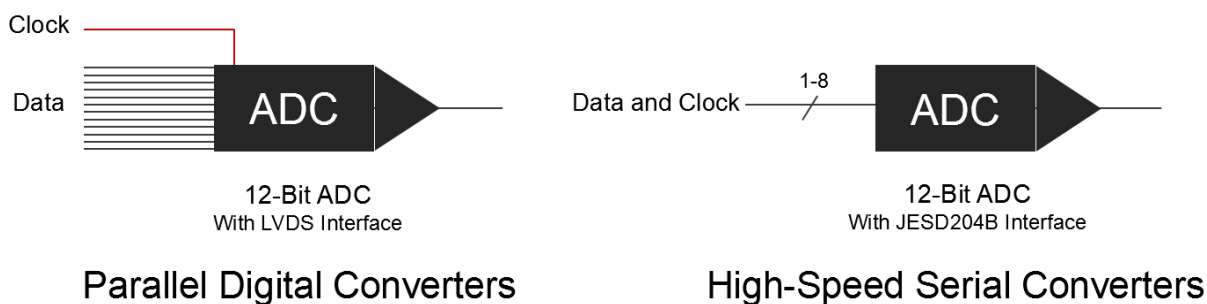 Clock
Data
ADC
12-Bit ADC
With LVDS Interface
Parallel Digital Converters
1-8
Data and Clock
ADC
12-Bit ADC
With JESD204B Interface
High-Speed Serial Converters